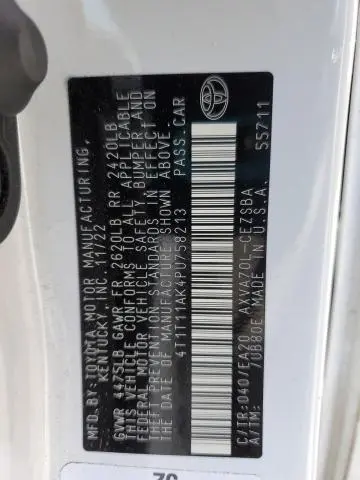 MFD.BY:TOYOTA MOTOR MANUFACTURING,
KENTUCKY, INC. 11/22
GVWR 4475LB GAWR FR 2620LB RR 2420LB
THIS VEHICLE CONFORMS TO ALL APPLICABLE
FEDERAL MOTOR VEHICLE SAFETY BUMPER AND
THEFT PREVENTION STANDARDS IN EFFECT ON
THE DATE OF MANUFACTURE SHOWN ABOVE.
4T1T11AK4PU758213 PASS.CAR
TOYOTA
C/TR:040/EA20 AXVA70L-CEZSBA
A/TM: 7UB80E MADE IN U.S.A. 55711